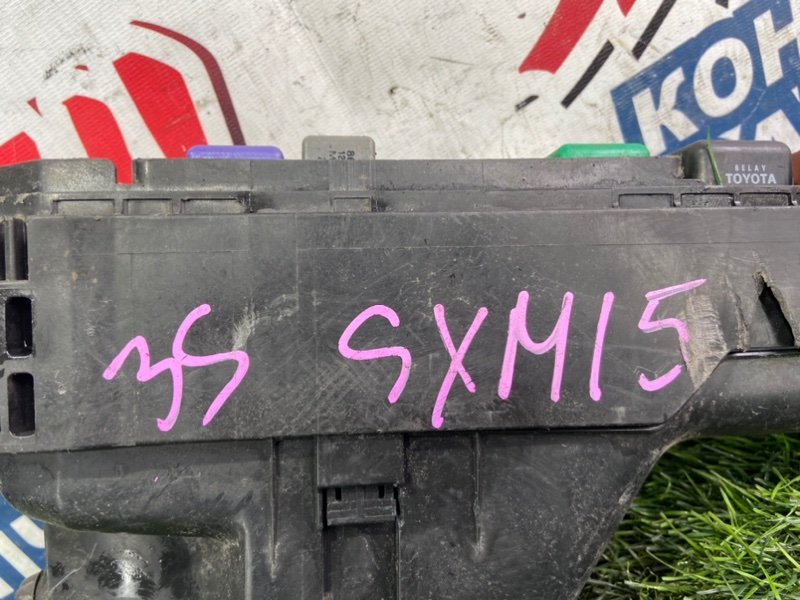 КОН
RELAY
TOYOTA
3S SXM15